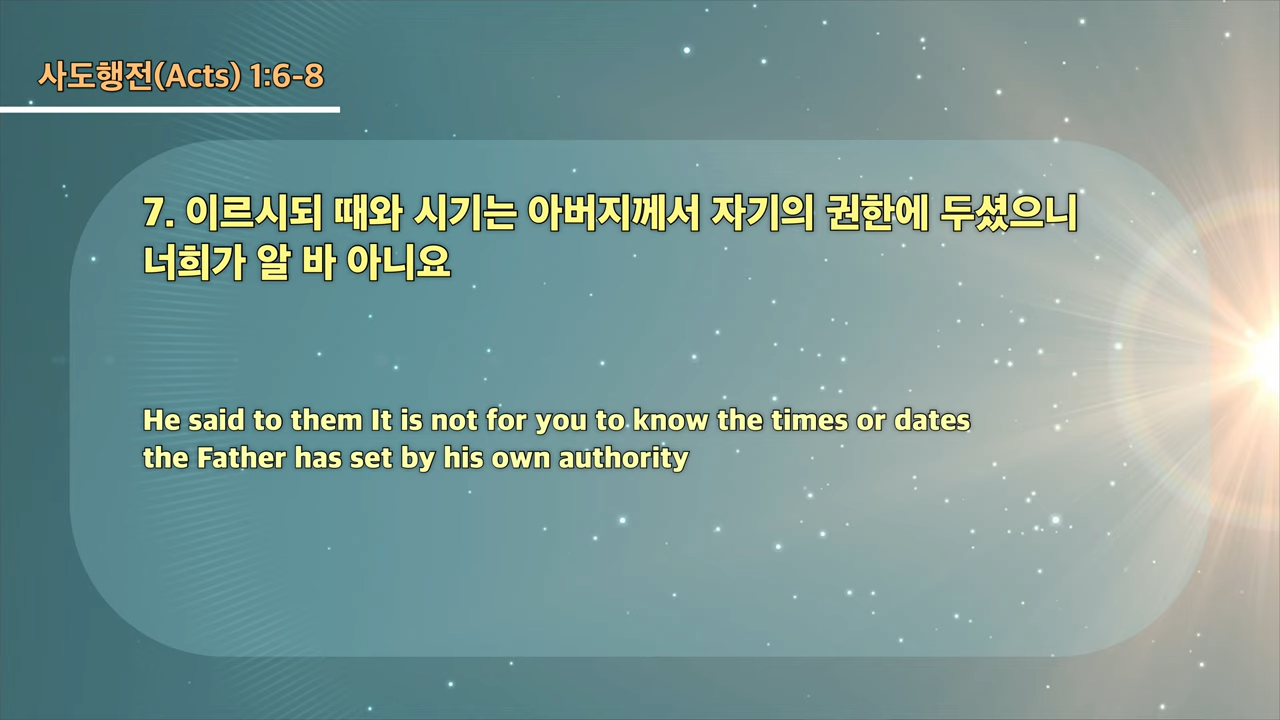 사도행전(Acts) 1:6-8
7. 이르시되 때와 시기는 아버지께서 자기의 권한에 두셨으니
너희가 알 바 아니요
He said to them It is not for you to know the times or dates
the Father has set by his own authority